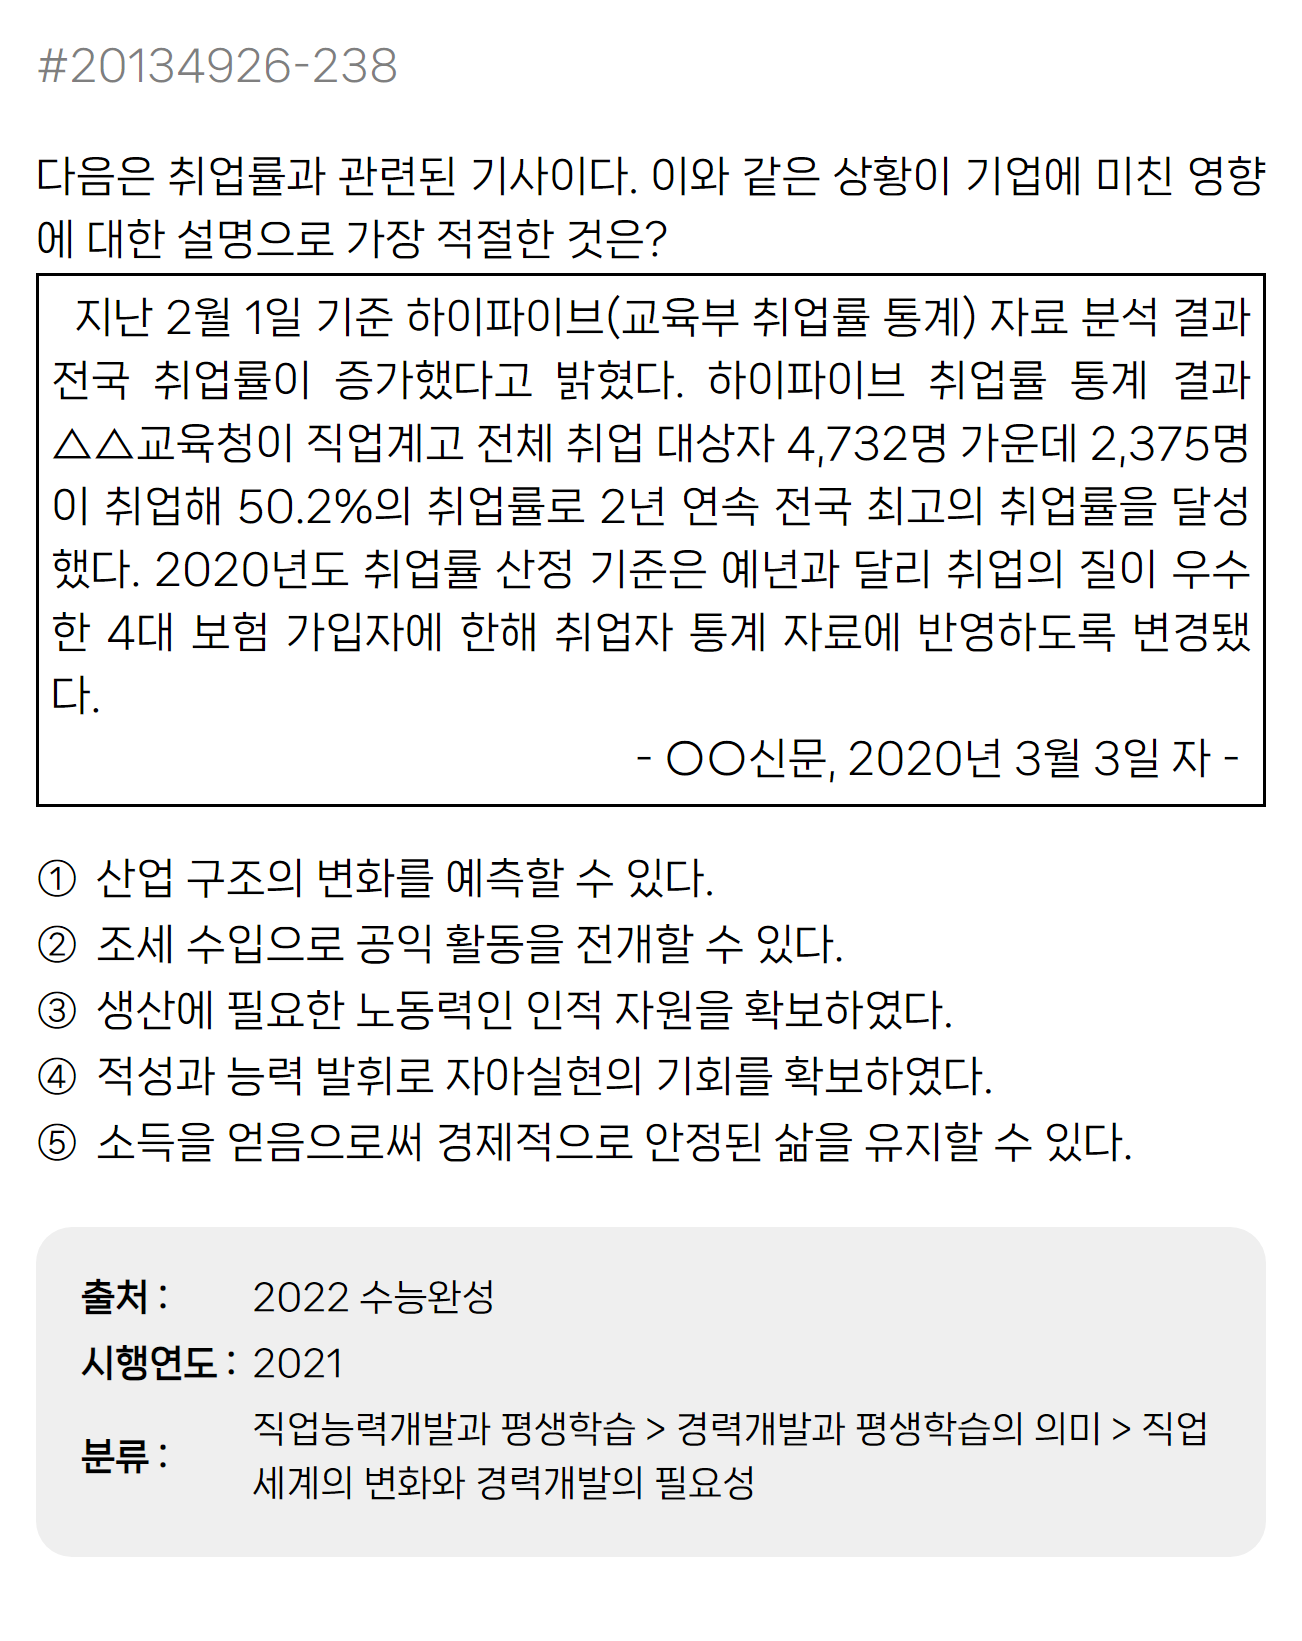 #20134926-238
다음은 취업률과 관련된 기사이다. 이와 같은 상황이 기업에 미친 영향
에 대한 설명으로 가장 적절한 것은?
지난 2월 1일 기준 하이파이브(교육부 취업률 통계) 자료 분석 결과
전국 취업률이 증가했다고 밝혔다. 하이파이브 취업률 통계 결과
△△교육청이 직업계고 전체 취업 대상자 4,732명 가운데 2,375명
이 취업해 50.2%의 취업률로 2년 연속 전국 최고의 취업률을 달성
했다. 2020년도 취업률 산정 기준은 예년과 달리 취업의 질이 우수
한 4대 보험 가입자에 한해 취업자 통계 자료에 반영하도록 변경됐
다.
- ○○신문, 2020년 3월 3일 자 -
① 산업 구조의 변화를 예측할 수 있다.
② 조세 수입으로 공익 활동을 전개할 수 있다.
③ 생산에 필요한 노동력인 인적 자원을 확보하였다.
④ 적성과 능력 발휘로 자아실현의 기회를 확보하였다.
⑤ 소득을 얻음으로써 경제적으로 안정된 삶을 유지할 수 있다.
출처 : 2022 수능완성
시행연도 : 2021
분류 : 직업능력개발과 평생학습 > 경력개발과 평생학습의 의미 > 직업
세계의 변화와 경력개발의 필요성